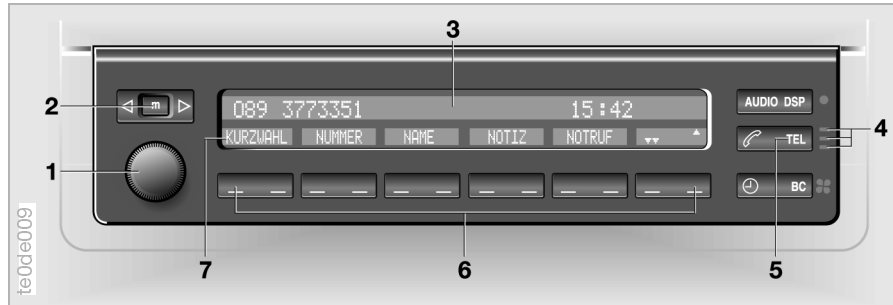 3
089 3773351 15:42
KURZWAHL NUMMER NAME NOTIZ NOTRUF
2 m
AUDIO DSP
TEL 4
1
BC
7 6 5
te0de009